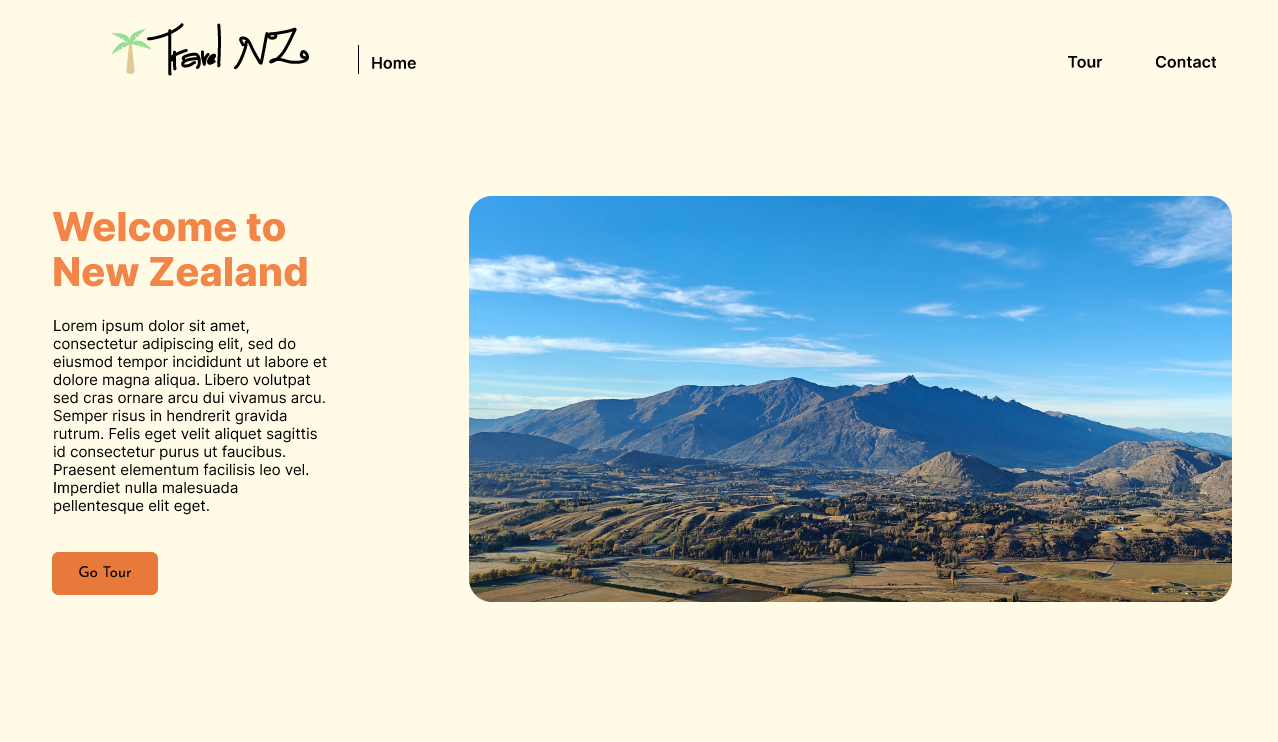 Travel NZ
Home
Tour
Contact
Welcome to
New Zealand
Lorem ipsum dolor sit amet,
consectetur adipiscing elit, sed do
eiusmod tempor incididunt ut labore et
dolore magna aliqua. Libero volutpat
sed cras ornare arcu dui vivamus arcu.
Semper risus in hendrerit gravida
rutrum. Felis eget velit aliquet sagittis
id consectetur purus ut faucibus.
Praesent elementum facilisis leo vel.
Imperdiet nulla malesuada
pellentesque elit eget.
Go Tour